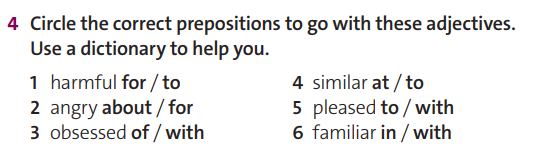 4 Circle the correct prepositions to go with these adjectives.
Use a dictionary to help you.
1 harmful for / to
2 angry about / for
3 obsessed of / with
4 similar at / to
5 pleased to / with
6 familiar in / with